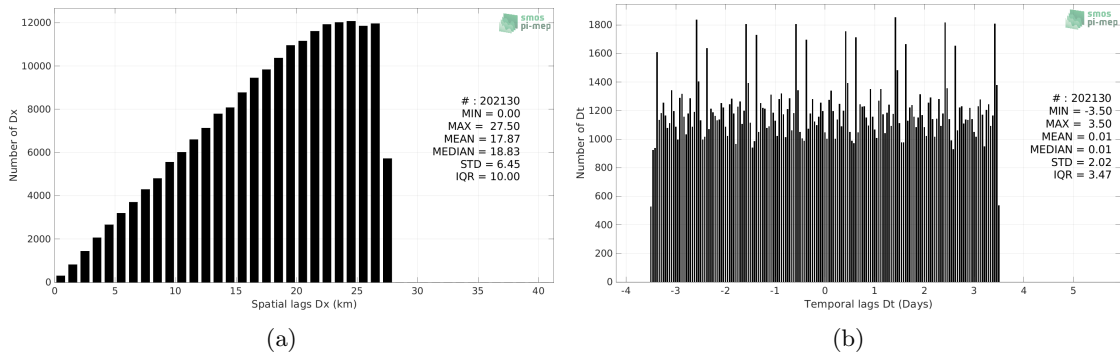 smos
pi-mep
12000
10000
8000
6000
4000
2000
0
Number of Dx
# : 202130
MIN = 0.00
MAX = 27.50
MEAN = 17.87
MEDIAN = 18.83
STD = 6.45
IQR = 10.00
0 5 10 15 20 25 30 35 40
Spatial lags Dx (km)
(a)
smos
pi-mep
1800
1600
1400
1200
1000
800
600
400
200
0
Number of Dt
# : 202130
MIN = -3.50
MAX = 3.50
MEAN = 0.01
MEDIAN = 0.01
STD = 2.02
IQR = 3.47
-4 -3 -2 -1 0 1 2 3 4 5
Temporal lags Dt (Days)
(b)